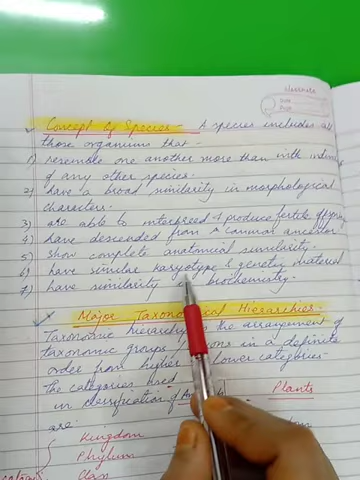 Concept of Species - A species includes all
those organisms that -
1) resemble one another more than with individuals
of any other species.
2) have a broad similarity in morphological
characters.
3) are able to interbreed & produce fertile offspring
4) have descended from a common ancestor
5) show complete anatomical similarity.
6) have similar karyotype & genetic material
7) have similarity in biochemistry.
Major Taxonomical Hierarchies -
Taxonomic hierarchy is the arrangement of
taxonomic groups in a definite
order from higher lower categories.
The categories used
in classification of Plants
are:
Kingdom
Phylum
Class